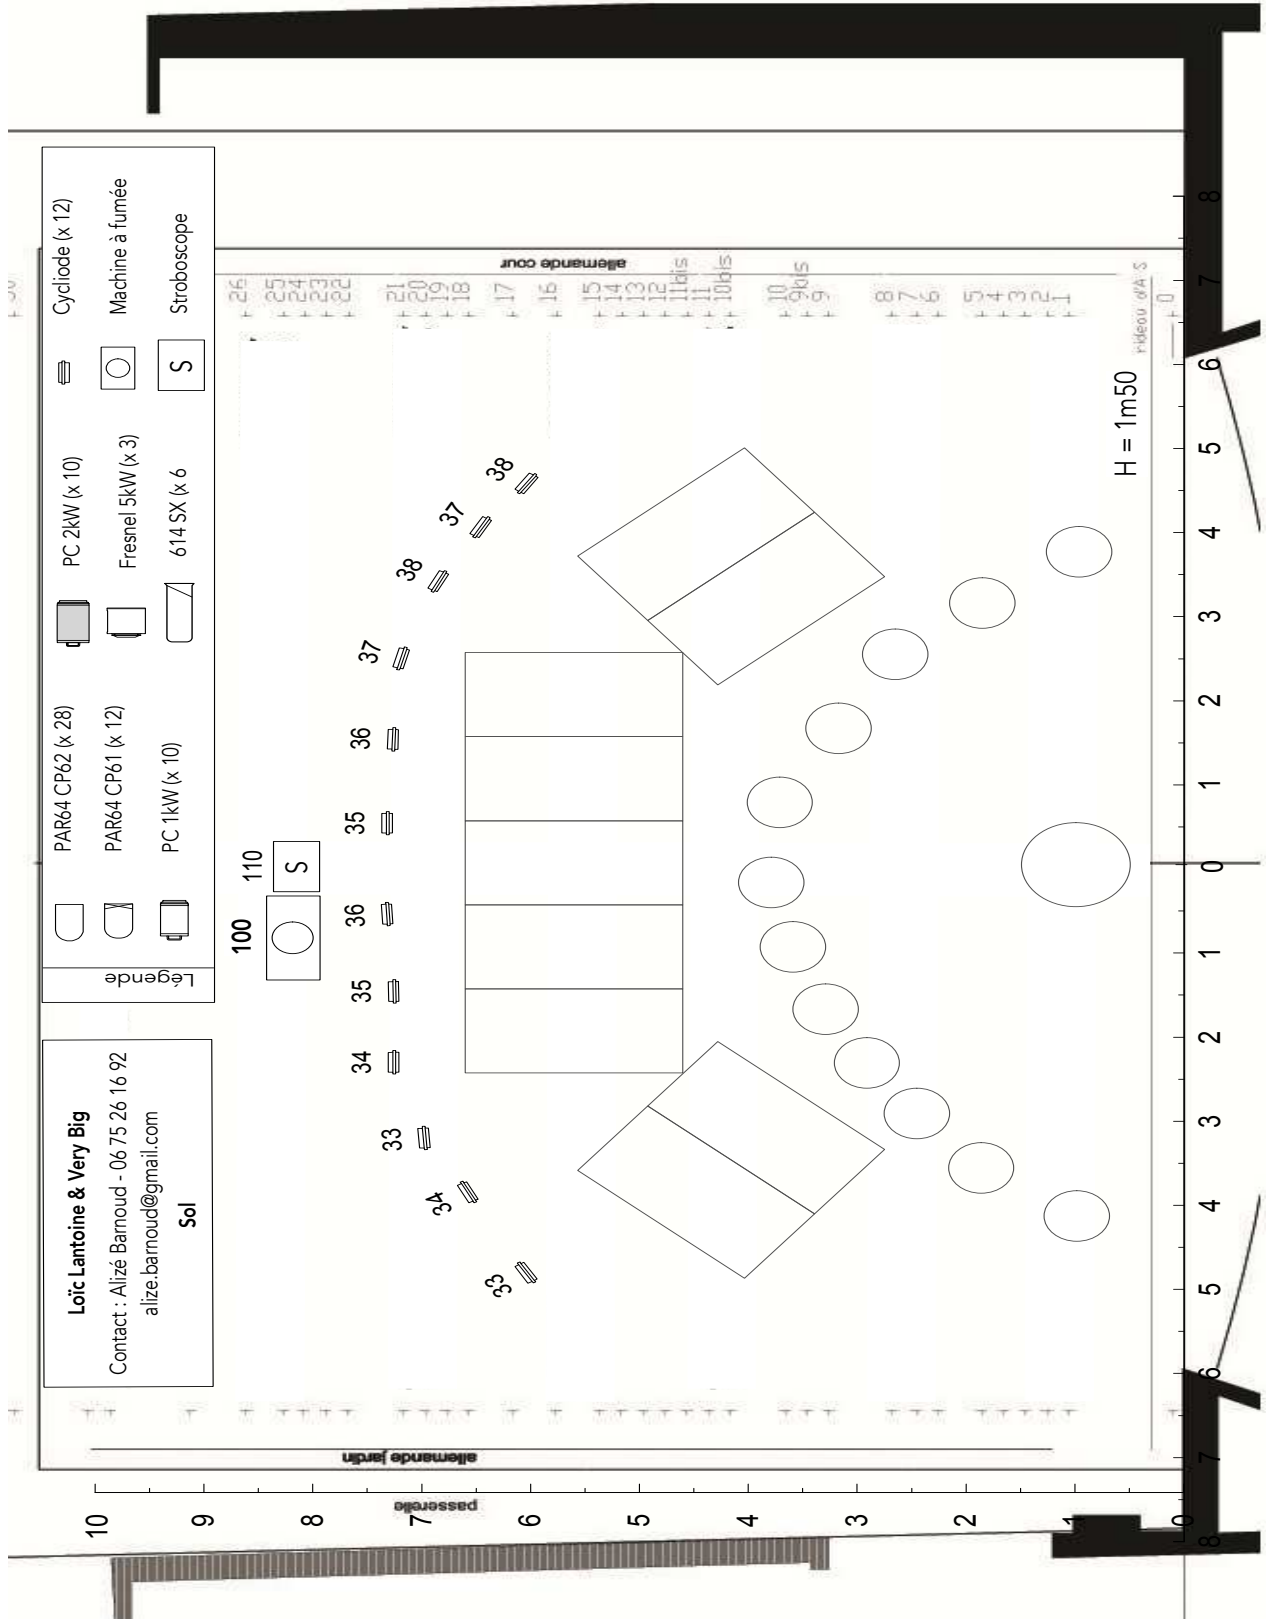 Loïc Lantoine & Very Big
Contact : Alizé Barnoud - 06 75 26 16 92
alize.barnoud@gmail.com
Sol
Légende
PAR64 CP62 (x 28)
PAR64 CP61 (x 12)
PC 1kW (x 10)
PC 2kW (x 10)
Fresnel 5kW (x 3)
614 SX (x 6
Cycliode (x 12)
Machine à fumée
S
Stroboscope
100
110
S
33
34
33
34
35
36
35
36
37
38
37
38
H = 1m50
allemande cour
allemande jardin
passerelle
rideau d'A S
26
25
24
23
22
21
20
19
18
17
16
15
14
13
12
11bis
11
10bis
10
9bis
9
8
7
6
5
4
3
2
1
0
10
9
8
7
6
5
4
3
2
1
0
8
7
6
5
4
3
2
1
0
1
2
3
4
5
6
7
8